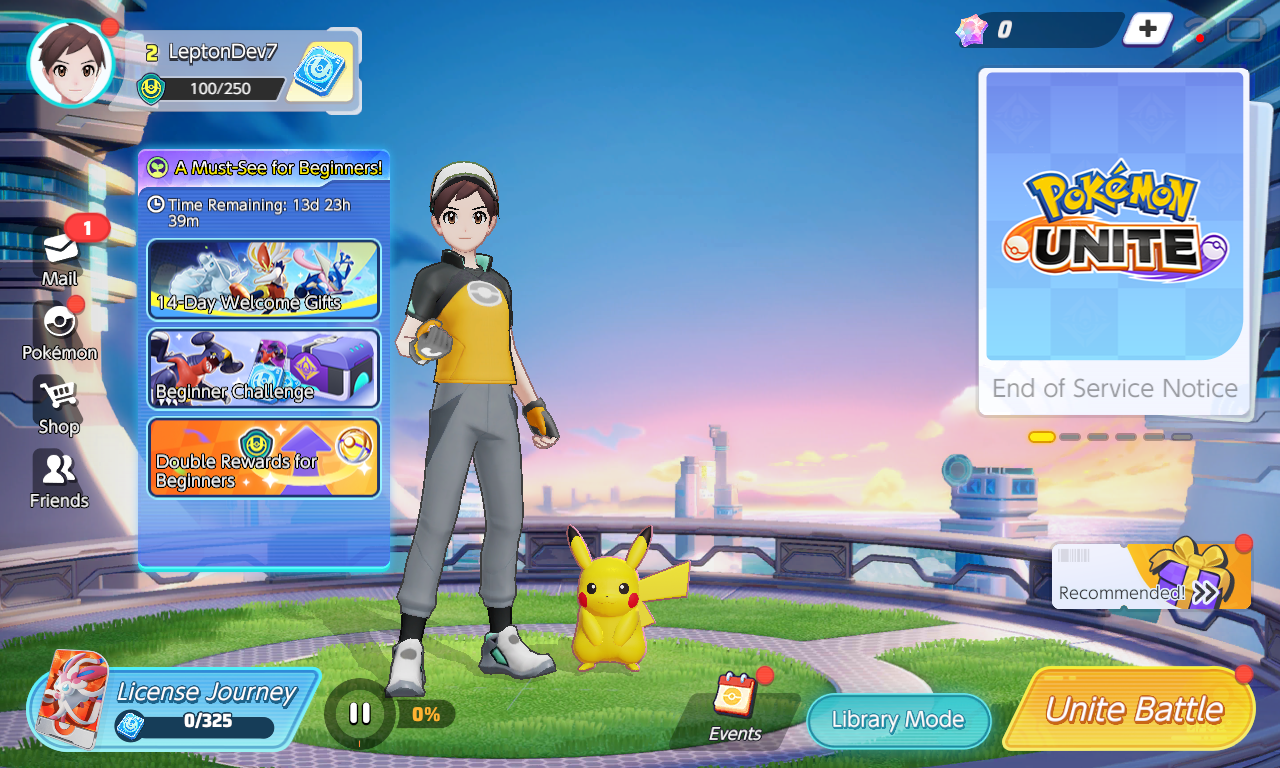 2 LeptonDev7
100/250
0
A Must-See for Beginners!
Time Remaining: 13d 23h
39m
14-Day Welcome Gifts
Beginner Challenge
Double Rewards for
Beginners
1
Mail
Pokémon
Shop
Friends
POKÉMON
UNITE
End of Service Notice
Recommended!
License Journey
0/325
0%
Events
Library Mode
Unite Battle